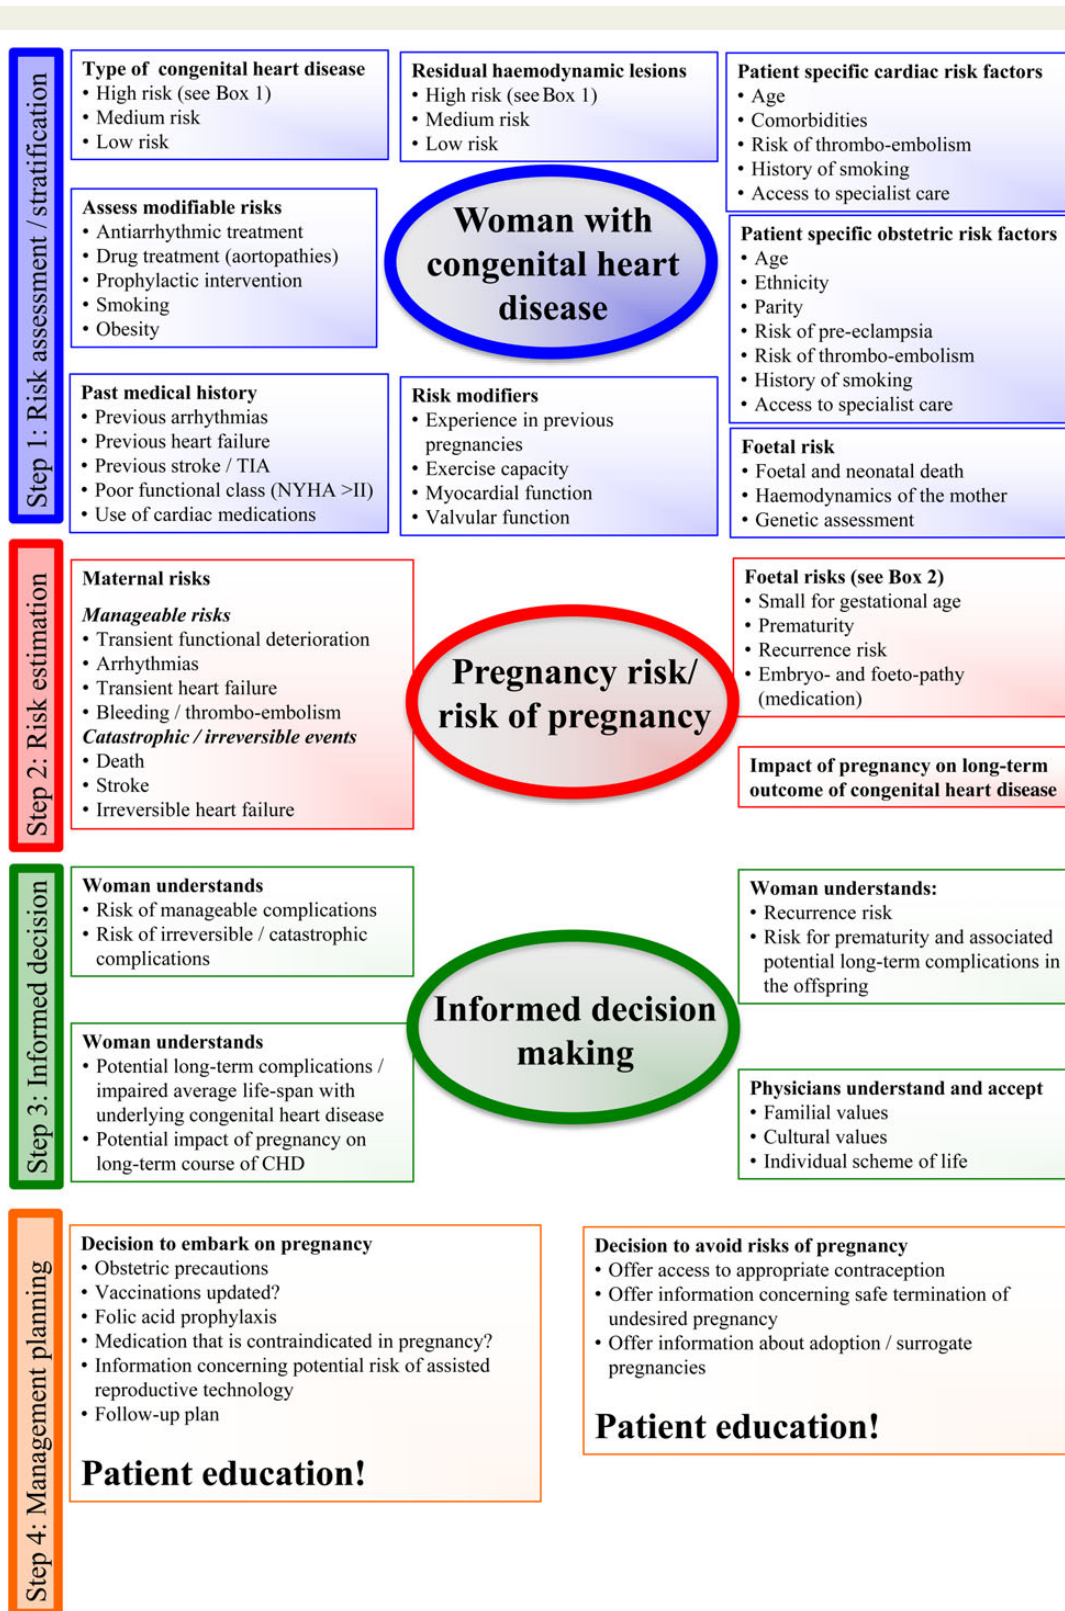 Step 1: Risk assessment / stratification
Type of congenital heart disease
• High risk (see Box 1)
• Medium risk
• Low risk
Residual haemodynamic lesions
• High risk (see Box 1)
• Medium risk
• Low risk
Patient specific cardiac risk factors
• Age
• Comorbidities
• Risk of thrombo-embolism
• History of smoking
• Access to specialist care
Assess modifiable risks
• Antiarrhythmic treatment
• Drug treatment (aortopathies)
• Prophylactic intervention
• Smoking
• Obesity
Woman with
congenital heart
disease
Patient specific obstetric risk factors
• Age
• Ethnicity
• Parity
• Risk of pre-eclampsia
• Risk of thrombo-embolism
• History of smoking
• Access to specialist care
Past medical history
• Previous arrhythmias
• Previous heart failure
• Previous stroke / TIA
• Poor functional class (NYHA >II)
• Use of cardiac medications
Risk modifiers
• Experience in previous
pregnancies
• Exercise capacity
• Myocardial function
• Valvular function
Foetal risk
• Foetal and neonatal death
• Haemodynamics of the mother
• Genetic assessment
Step 2: Risk estimation
Maternal risks
Manageable risks
• Transient functional deterioration
• Arrhythmias
• Transient heart failure
• Bleeding / thrombo-embolism
Catastrophic / irreversible events
• Death
• Stroke
• Irreversible heart failure
Pregnancy risk/
risk of pregnancy
Foetal risks (see Box 2)
• Small for gestational age
• Prematurity
• Recurrence risk
• Embryo- and foeto-pathy
(medication)
Impact of pregnancy on long-term
outcome of congenital heart disease
Step 3: Informed decision
Woman understands
• Risk of manageable complications
• Risk of irreversible / catastrophic
complications
Woman understands
• Potential long-term complications /
impaired average life-span with
underlying congenital heart disease
• Potential impact of pregnancy on
long-term course of CHD
Informed decision
making
Woman understands:
• Recurrence risk
• Risk for prematurity and associated
potential long-term complications in
the offspring
Physicians understand and accept
• Familial values
• Cultural values
• Individual scheme of life
Step 4: Management planning
Decision to embark on pregnancy
• Obstetric precautions
• Vaccinations updated?
• Folic acid prophylaxis
• Medication that is contraindicated in pregnancy?
• Information concerning potential risk of assisted
reproductive technology
• Follow-up plan
Patient education!
Decision to avoid risks of pregnancy
• Offer access to appropriate contraception
• Offer information concerning safe termination of
undesired pregnancy
• Offer information about adoption / surrogate
pregnancies
Patient education!